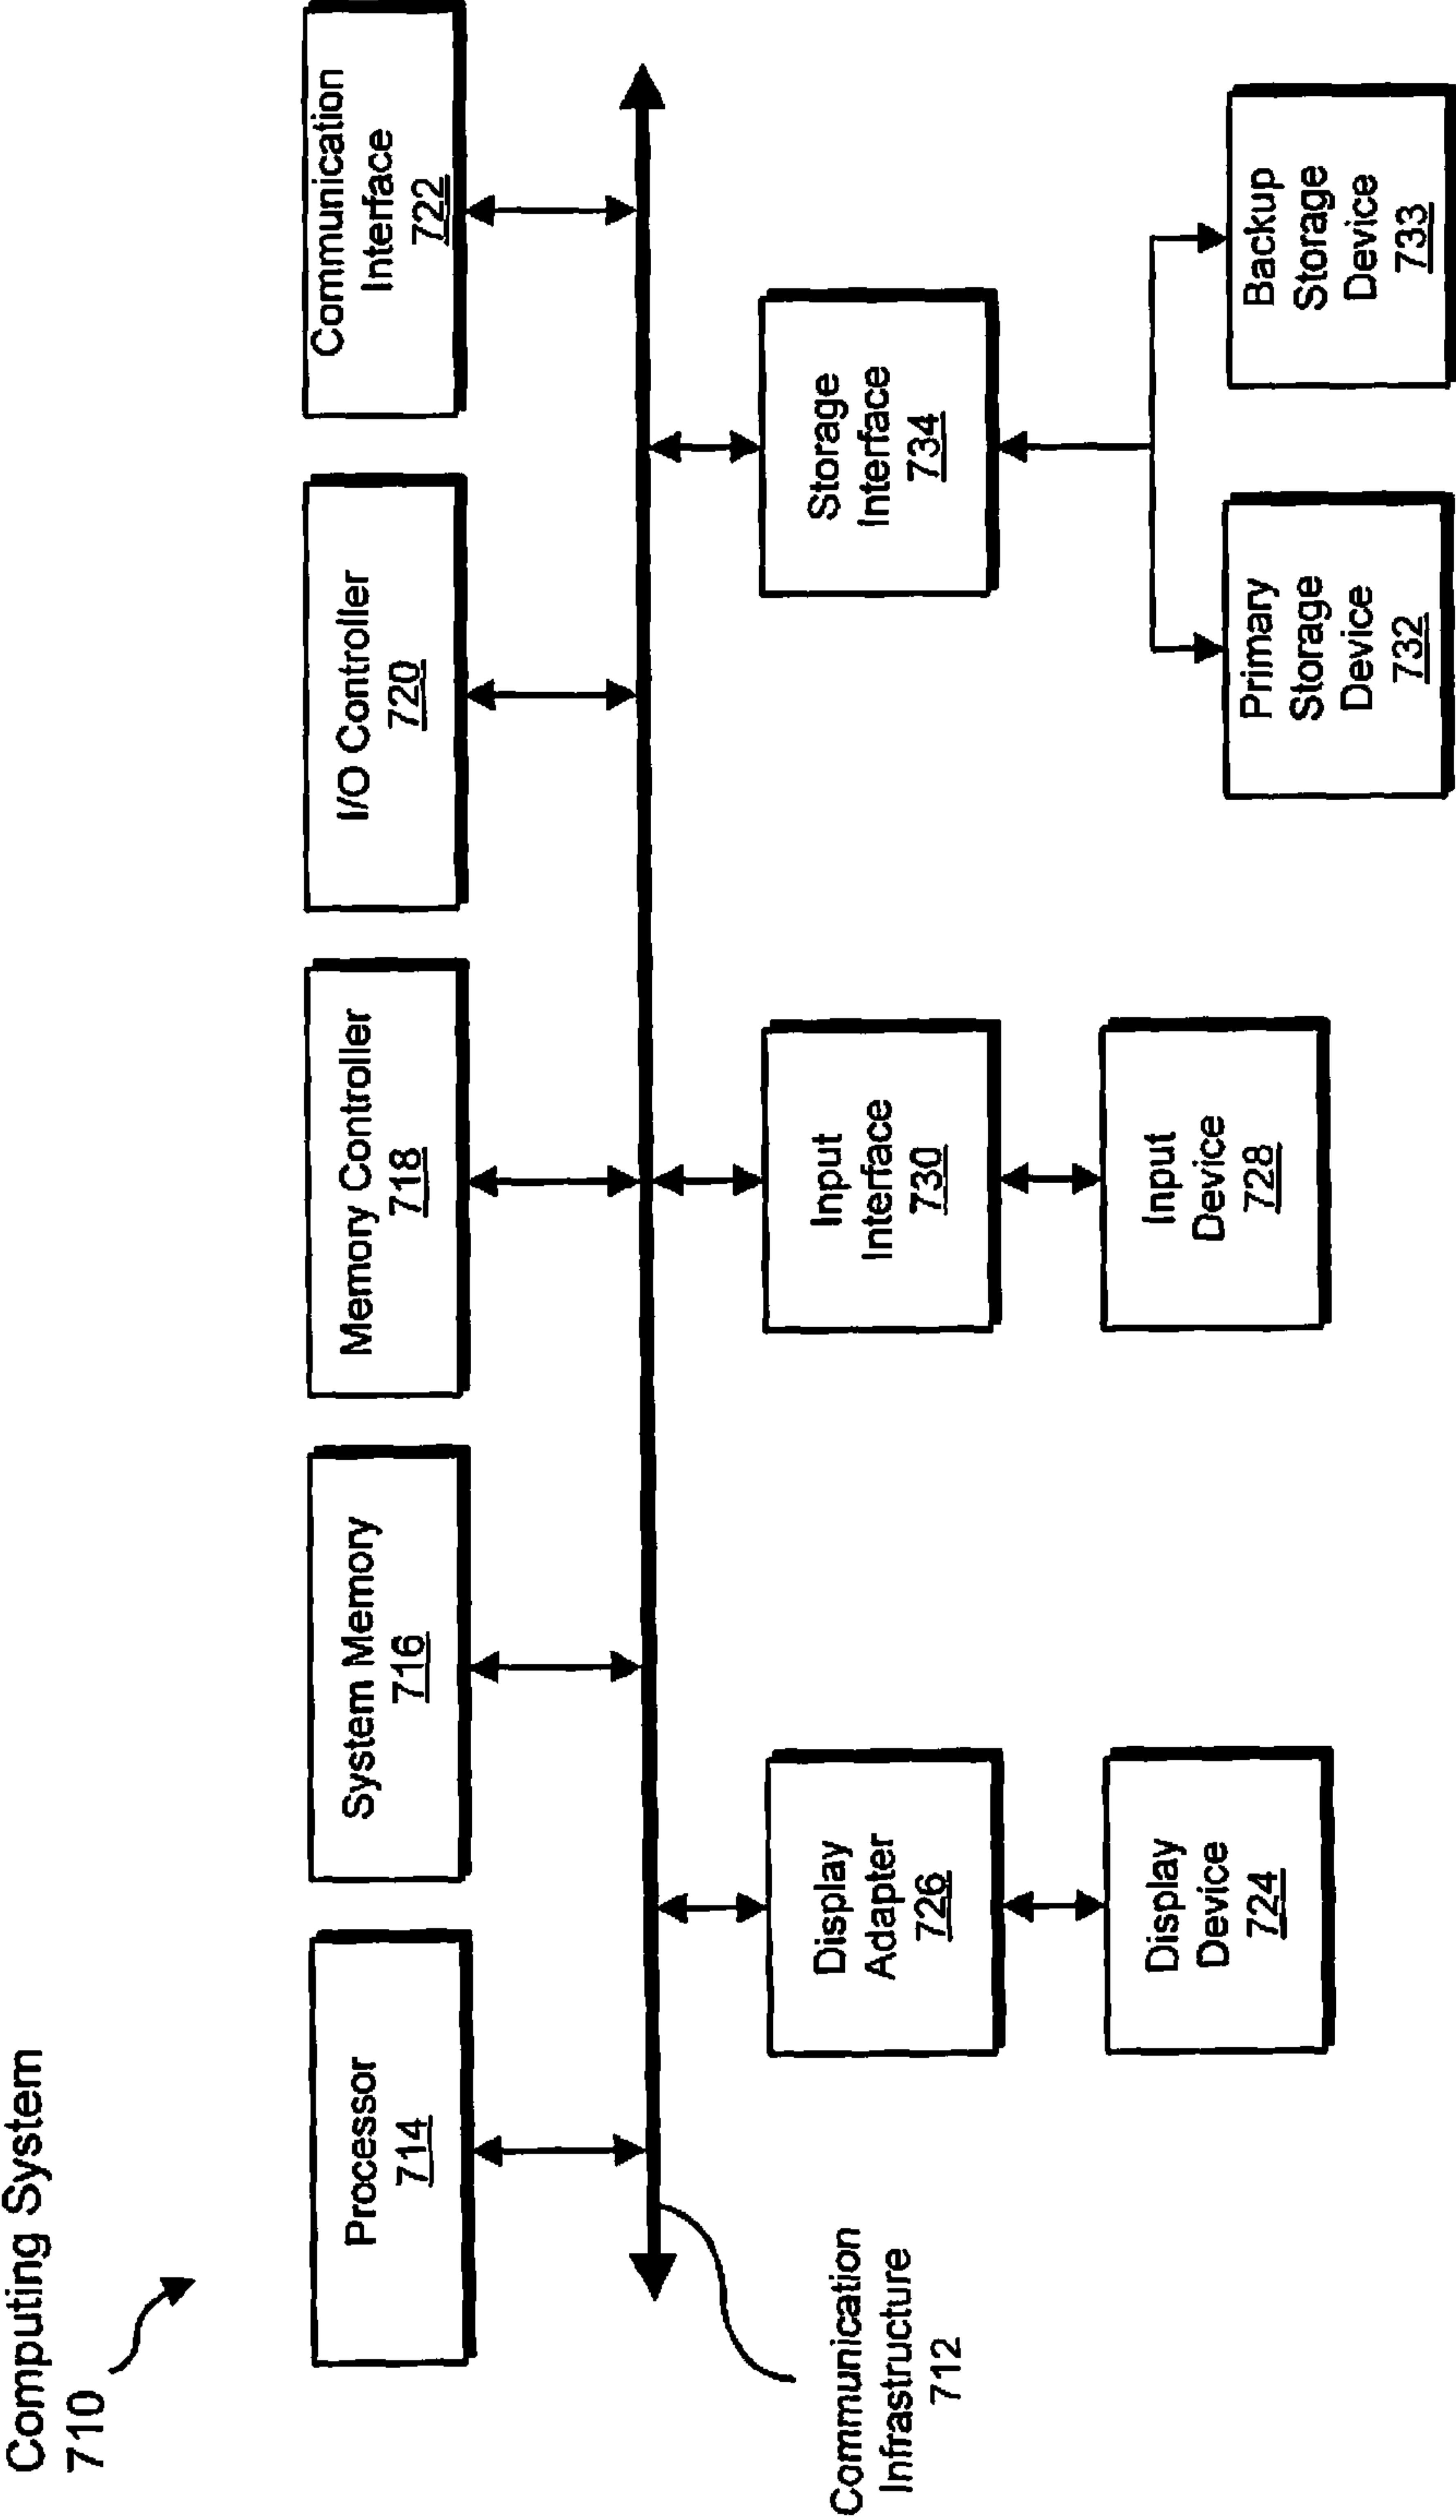 Computing System
710
Processor
714
System Memory
716
Memory Controller
718
I/O Controller
720
Communication
Interface
722
Communication
Infrastructure
712
Display
Adapter
726
Input
Interface
730
Storage
Interface
734
Display
Device
724
Input
Device
728
Primary
Storage
Device
732
Backup
Storage
Device
733